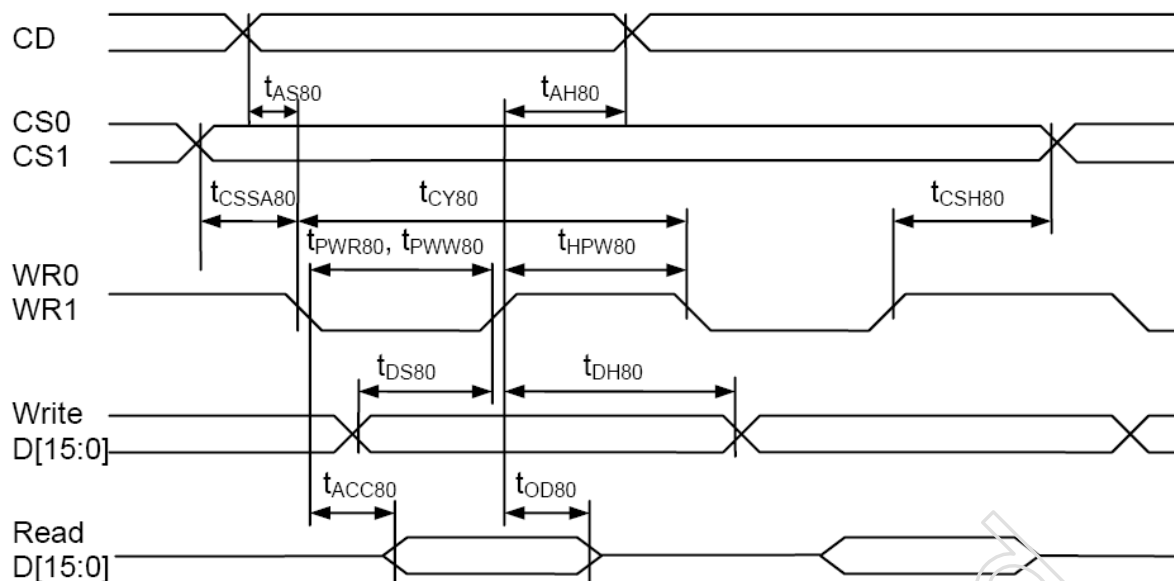 CD
tAS80
tAH80
CS0
CS1
tCSSA80
tCY80
tCSH80
tPWR80, tPWW80
tHPW80
WR0
WR1
tDS80
tDH80
Write
D[15:0]
tACC80
tOD80
Read
D[15:0]